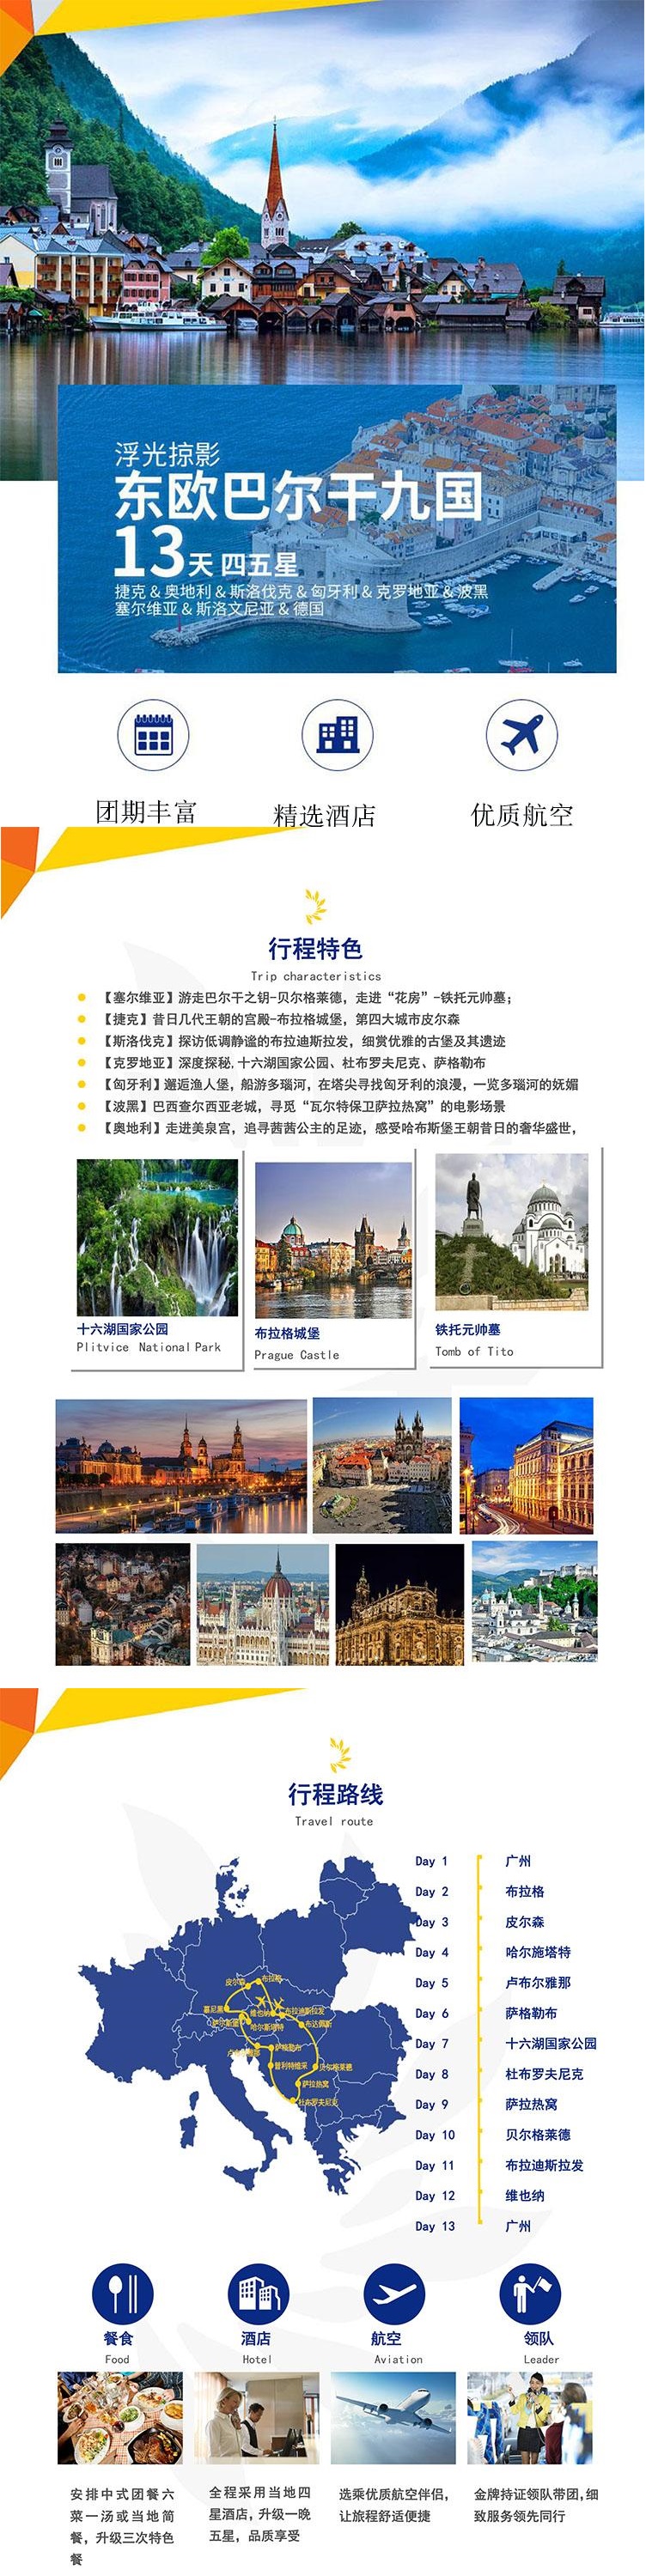 浮光掠影
东欧巴尔干九国
13天 四五星
捷克 & 奥地利 & 斯洛伐克 & 匈牙利 & 克罗地亚 & 波黑
塞尔维亚 & 斯洛文尼亚 & 德国
团期丰富
精选酒店
优质航空
行程特色
Trip characteristics
【塞尔维亚】游走巴尔干之钥-贝尔格莱德，走进“花房”-铁托元帅墓；
【捷克】昔日几代王朝的宫殿-布拉格城堡，第四大城市皮尔森
【斯洛伐克】探访低调静谧的布拉迪斯拉发，细赏优雅的古堡及其遗迹
【克罗地亚】深度探秘.十六湖国家公园、杜布罗夫尼克、萨格勒布
【匈牙利】邂逅渔人堡，船游多瑙河，在塔尖寻找匈牙利的浪漫，一览多瑙河的妩媚
【波黑】巴西查尔西亚老城，寻觅“瓦尔特保卫萨拉热窝”的电影场景
【奥地利】走进美泉宫，追寻茜茜公主的足迹，感受哈布斯堡王朝昔日的奢华盛世，
十六湖国家公园
Plitvice National Park
布拉格城堡
Prague Castle
铁托元帅墓
Tomb of Tito
行程路线
Travel route
Day 1 广州
Day 2 布拉格
Day 3 皮尔森
Day 4 哈尔施塔特
Day 5 卢布尔雅那
Day 6 萨格勒布
Day 7 十六湖国家公园
Day 8 杜布罗夫尼克
Day 9 萨拉热窝
Day 10 贝尔格莱德
Day 11 布拉迪斯拉发
Day 12 维也纳
Day 13 广州
皮尔森
布拉格
慕尼黑
维也纳
布拉迪斯拉发
哈尔斯塔特
布达佩斯
萨格勒布
普利特维采
贝尔格莱德
萨拉热窝
杜布罗夫尼克
餐食
Food
酒店
Hotel
航空
Aviation
领队
Leader
安排中式团餐六
菜一汤或当地简
餐，升级三次特色
餐
全程采用当地四
星酒店，升级一晚
五星，品质享受
选乘优质航空伴侣，
让旅程舒适便捷
金牌持证领队带团，细
致服务领先同行